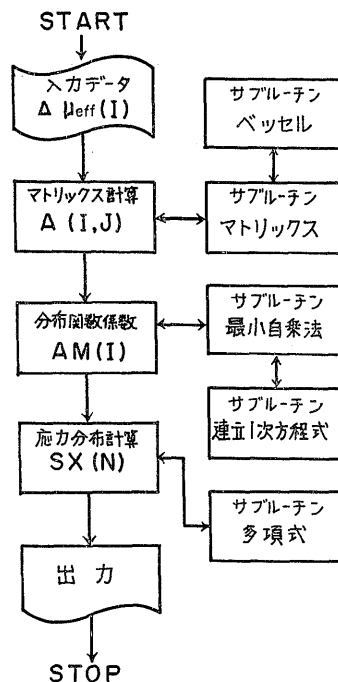 START
入力データ
Δ μeff(I)
サブルーチン
ベッセル
マトリックス計算
A (I,J)
サブルーチン
マトリックス
分布関数係数
AM(I)
サブルーチン
最小自乗法
サブルーチン
連立1次方程式
応力分布計算
SX(N)
サブルーチン
多項式
出力
STOP